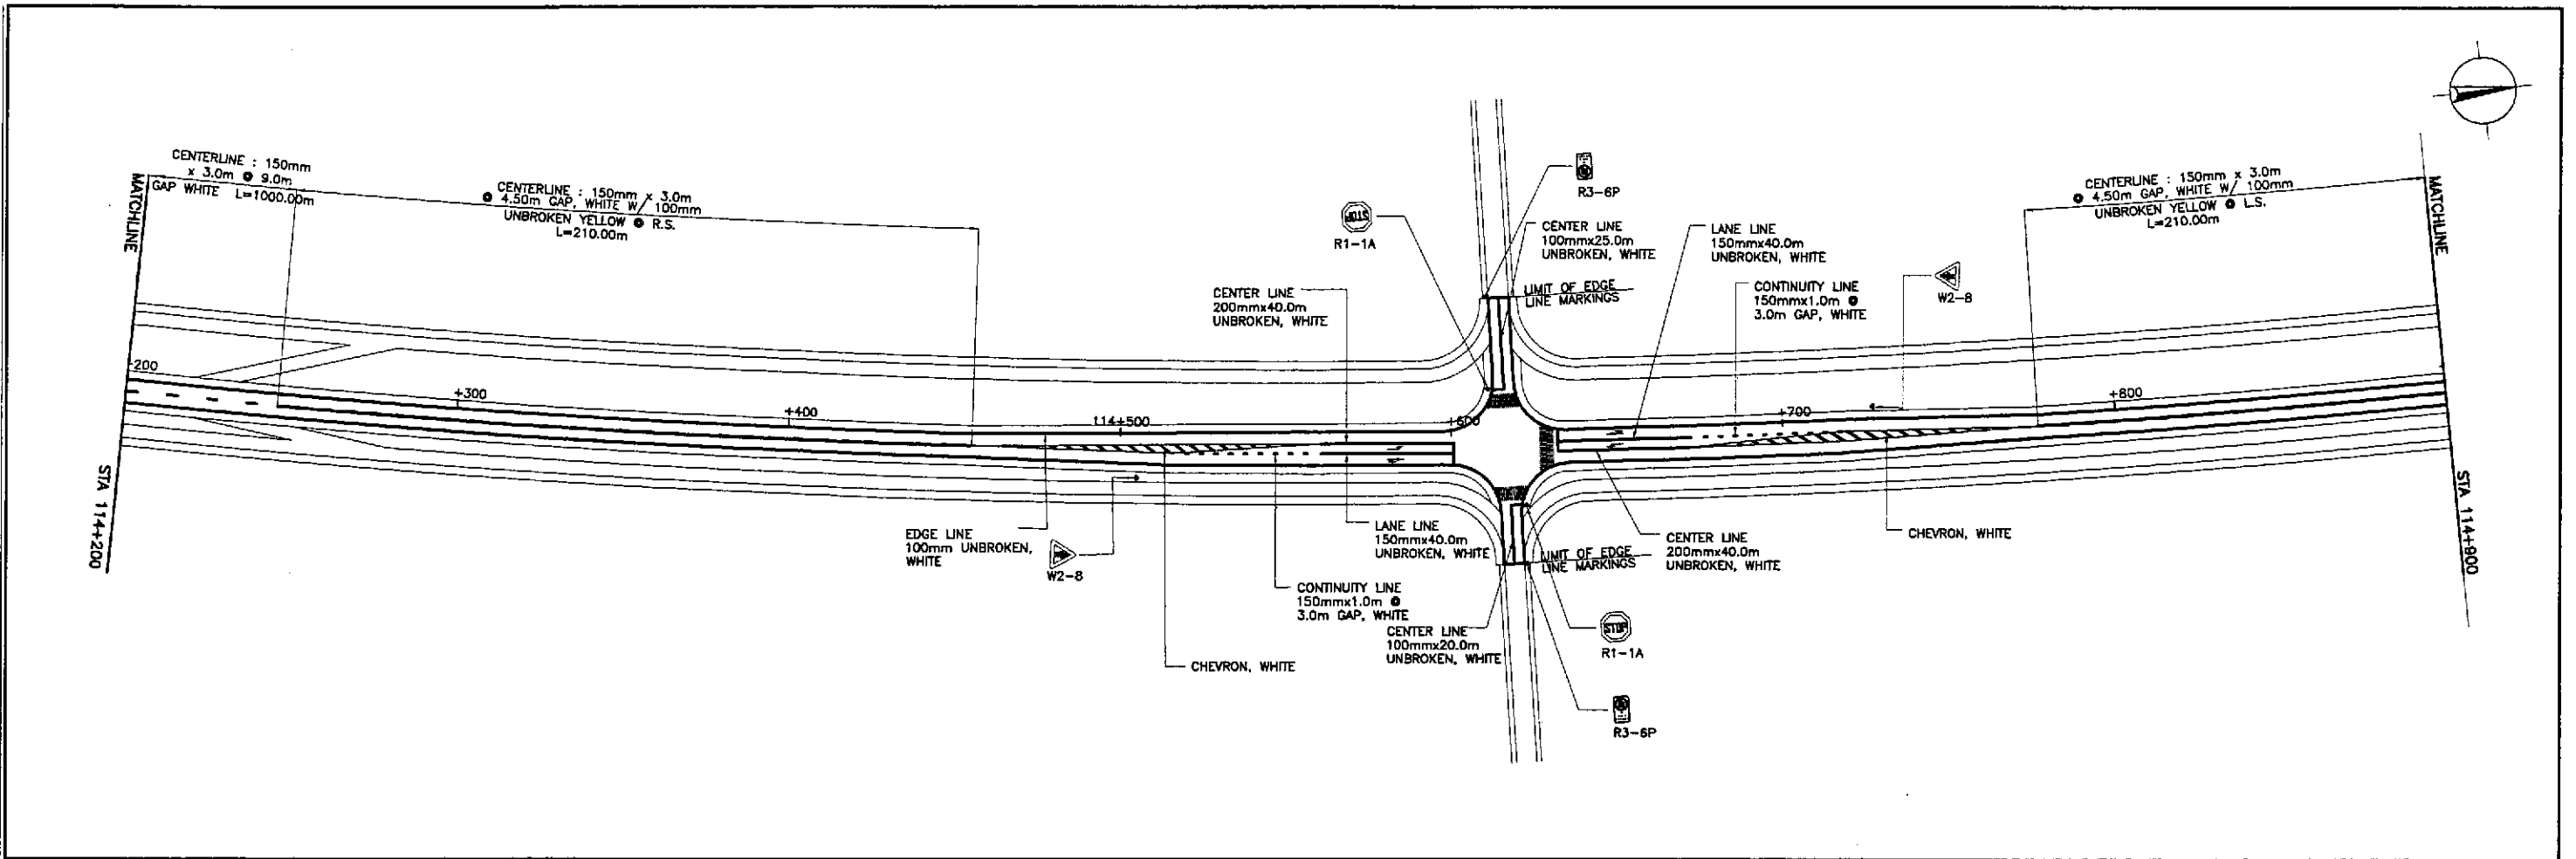 CENTERLINE : 150mm
x 3.0m @ 9.0m
GAP WHITE L=1000.00m
MATCHLINE
@ CENTERLINE : 150mm x 3.0m
4.50m GAP, WHITE W/ 100mm
UNBROKEN YELLOW @ R.S.
L=210.00m
STOP
R1-1A
R3-6P
CENTER LINE
100mmx25.0m
UNBROKEN, WHITE
LANE LINE
150mmx40.0m
UNBROKEN, WHITE
CENTERLINE : 150mm x 3.0m
@ 4.50m GAP, WHITE W/ 100mm
UNBROKEN YELLOW @ L.S.
L=210.00m
MATCHLINE
CENTER LINE
200mmx40.0m
UNBROKEN, WHITE
LIMIT OF EDGE
LINE MARKINGS
CONTINUITY LINE
150mmx1.0m @
3.0m GAP, WHITE
W2-8
+200
+300
+400
114+500
+600
+700
+800
STA 114+200
EDGE LINE
100mm UNBROKEN,
WHITE
W2-8
LANE LINE
150mmx40.0m
UNBROKEN, WHITE
LIMIT OF EDGE
LINE MARKINGS
CENTER LINE
200mmx40.0m
UNBROKEN, WHITE
CHEVRON, WHITE
STA 114+900
CONTINUITY LINE
150mmx1.0m @
3.0m GAP, WHITE
CENTER LINE
100mmx20.0m
UNBROKEN, WHITE
STOP
R1-1A
CHEVRON, WHITE
R3-6P